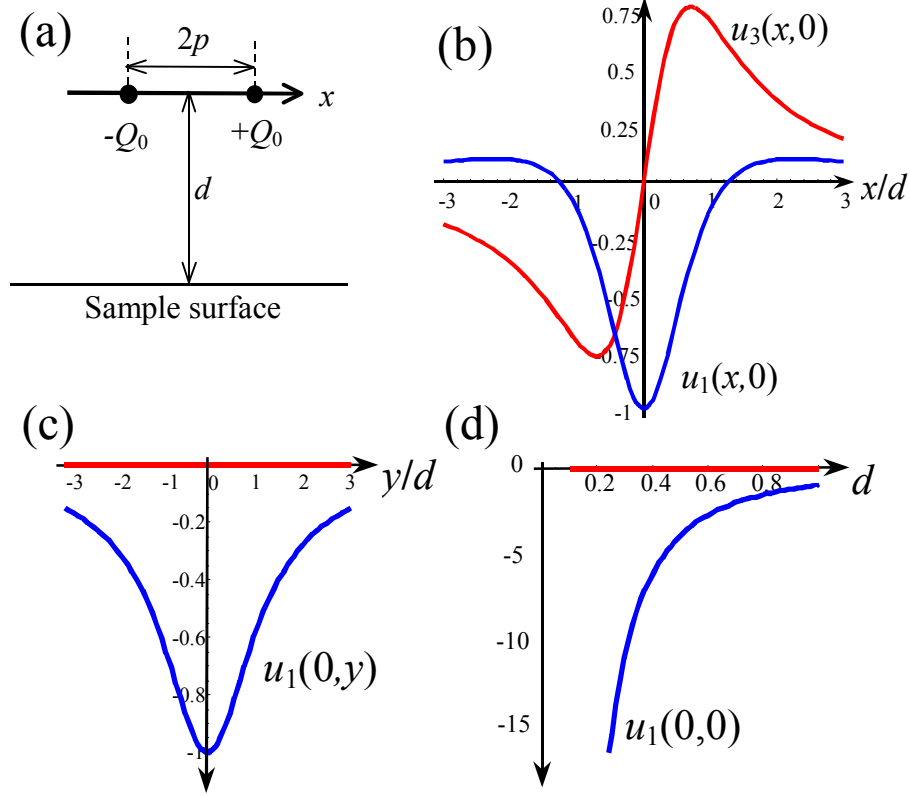 (a)
2p
x
-Q₀
+Q₀
d
Sample surface
(b)
0.75
u₃(x,0)
0.5
0.25
x/d
-3
-2
-1
0
1
2
3
-0.25
-0.5
-0.75
u₁(x,0)
-1
(c)
y/d
-3
-2
-1
0
1
2
3
-0.2
-0.4
-0.6
u₁(0,y)
-0.8
-1
(d)
0
0.2
0.4
0.6
0.8
d
-5
-10
-15
u₁(0,0)